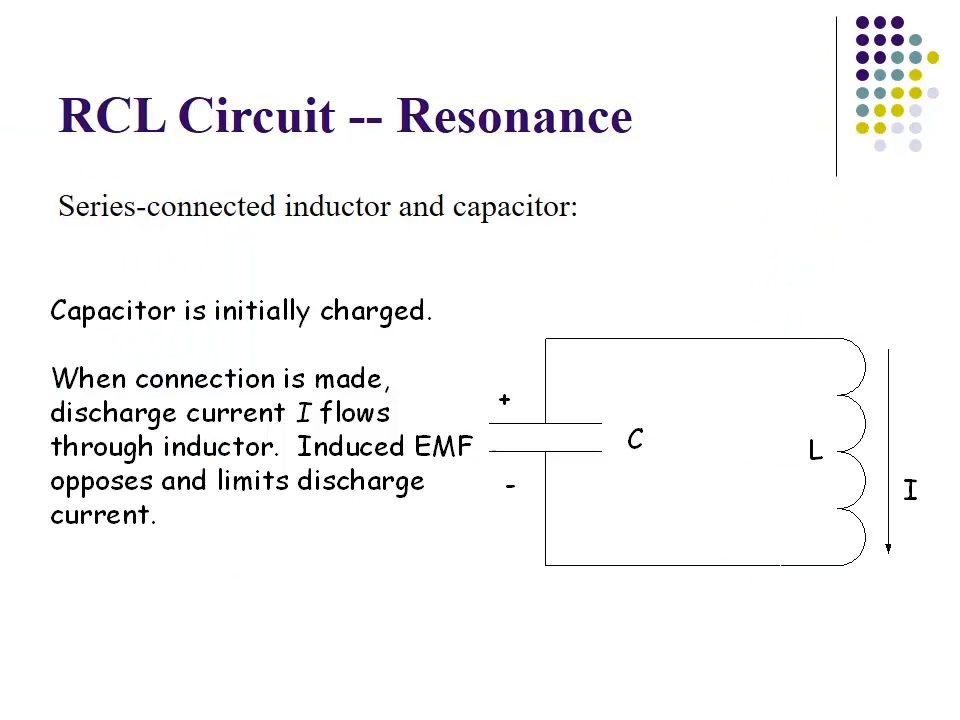 RCL Circuit -- Resonance
Series-connected inductor and capacitor:
Capacitor is initially charged.
When connection is made,
discharge current I flows
through inductor.  Induced EMF
opposes and limits discharge
current.
+
C
-
L
I